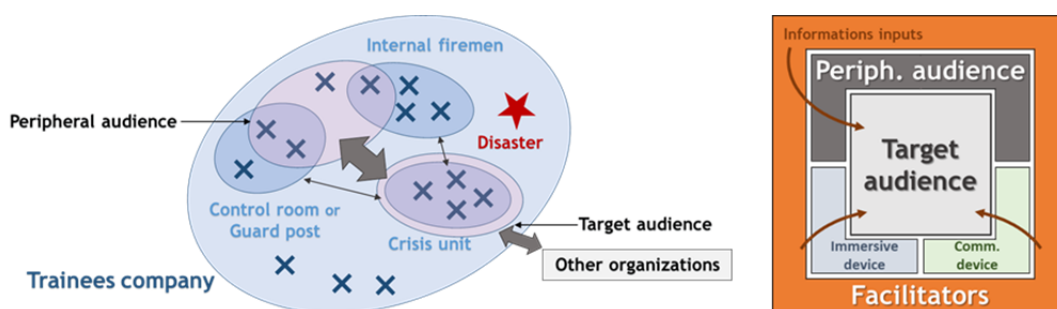 Internal firemen
Peripheral audience
Disaster
Control room or
Guard post
Crisis unit
Target audience
Other organizations
Trainees company
Informations inputs
Periph. audience
Target
audience
Immersive
device
Comm.
device
Facilitators